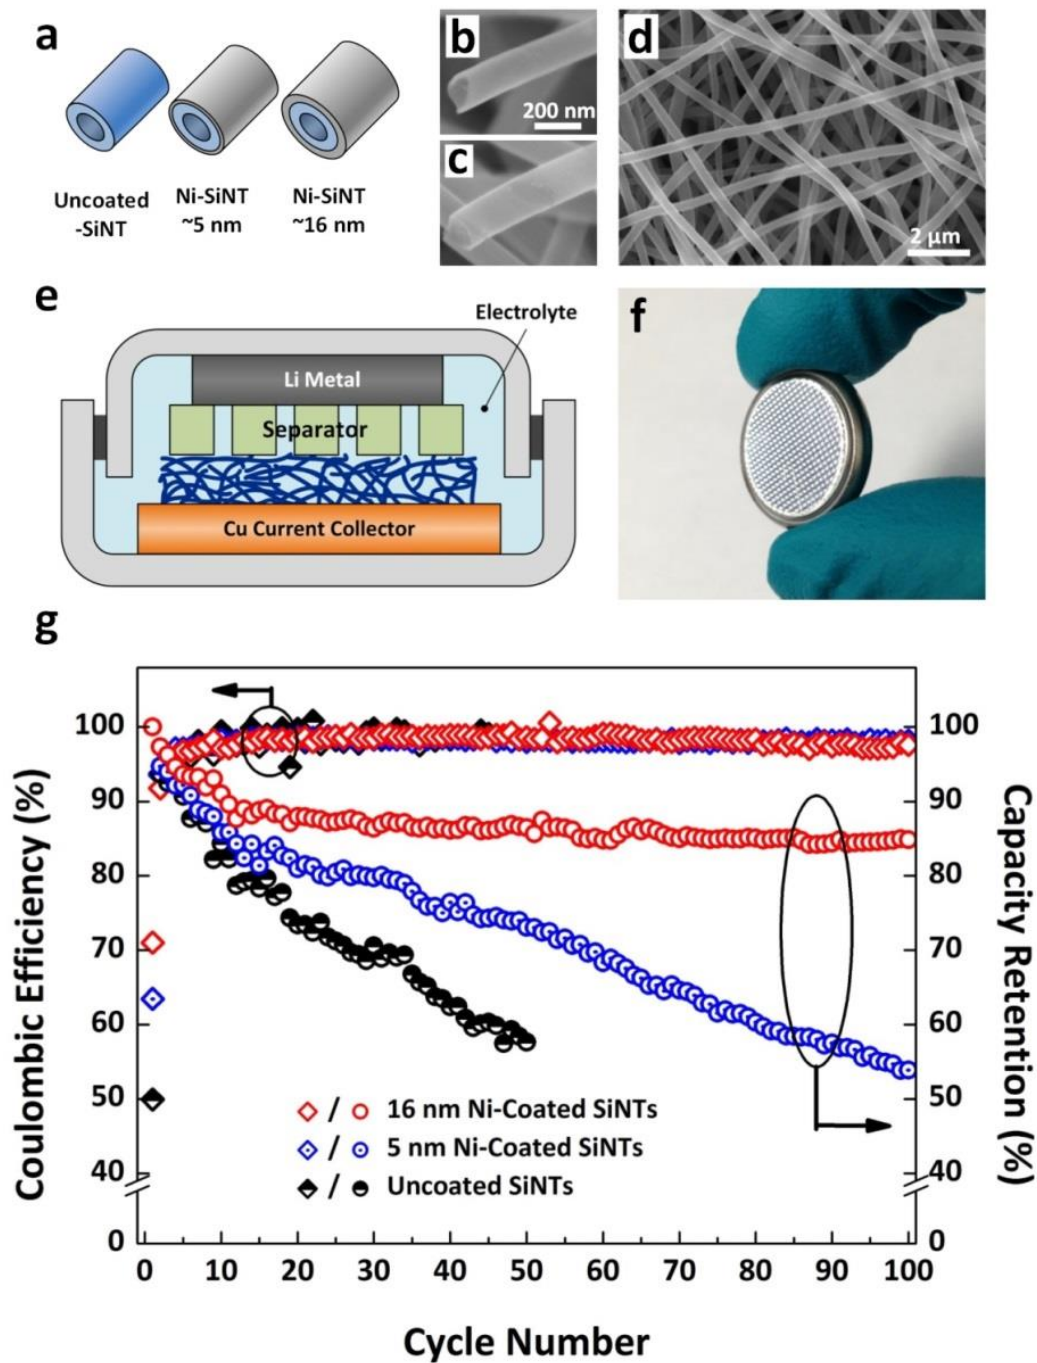 a
Uncoated
-SiNT
Ni-SiNT
~5 nm
Ni-SiNT
~16 nm
b
200 nm
c
d
2 µm
e
Electrolyte
Li Metal
Separator
Cu Current Collector
f
g
Coulombic Efficiency (%)
100
90
80
70
60
50
40
0
16 nm Ni-Coated SiNTs
5 nm Ni-Coated SiNTs
Uncoated SiNTs
/
/
/
100
90
80
70
60
50
40
0
Capacity Retention (%)
0 10 20 30 40 50 60 70 80 90 100
Cycle Number